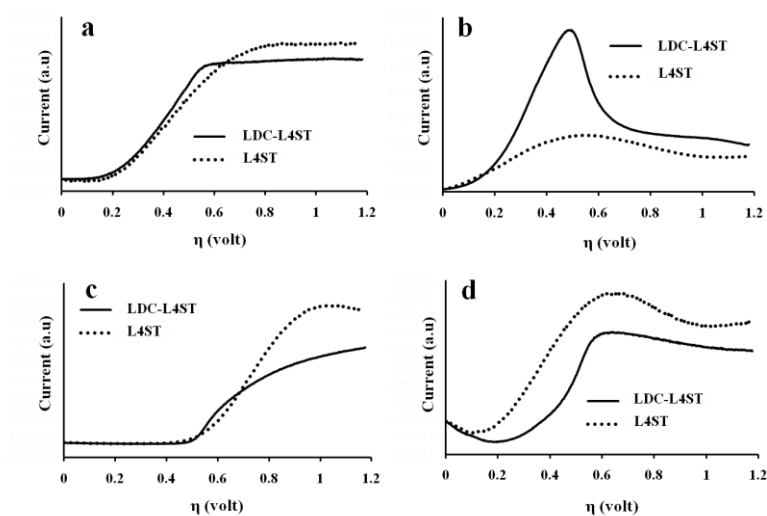 a
Current (a.u)
LDC-L4ST
L4ST
0 0.2 0.4 0.6 0.8 1 1.2
η (volt)
b
Current (a.u)
LDC-L4ST
L4ST
0 0.2 0.4 0.6 0.8 1 1.2
η (volt)
c
Current (a.u)
LDC-L4ST
L4ST
0 0.2 0.4 0.6 0.8 1 1.2
η (volt)
d
Current (a.u)
LDC-L4ST
L4ST
0 0.2 0.4 0.6 0.8 1 1.2
η (volt)